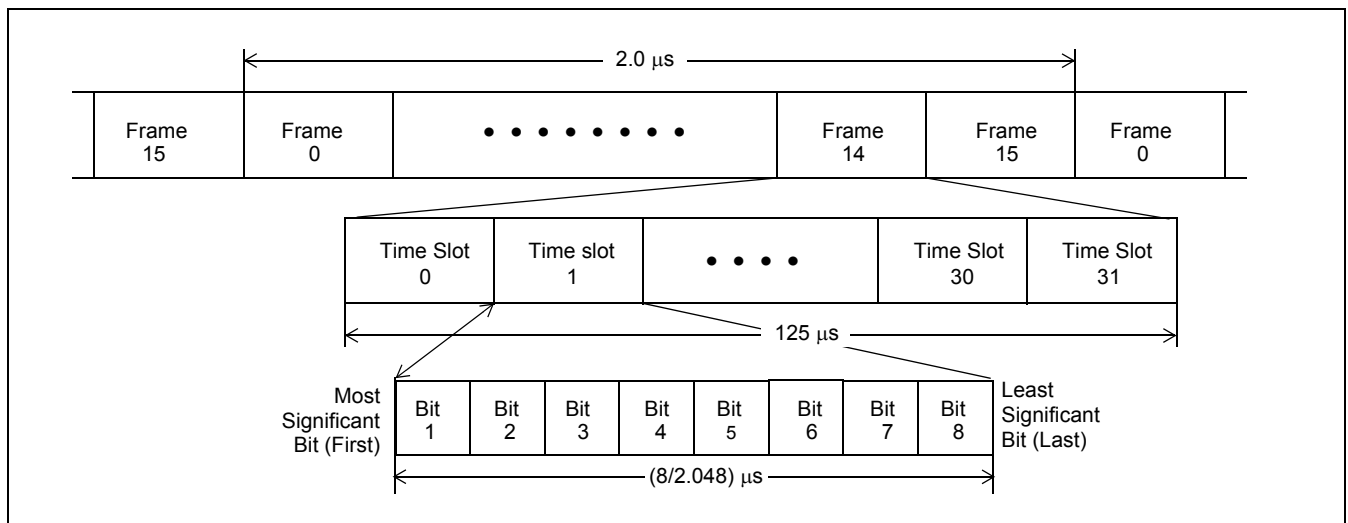 2.0 μs
Frame 15
Frame 0
Frame 14
Frame 15
Frame 0
Time Slot 0
Time slot 1
Time Slot 30
Time Slot 31
125 μs
Most Significant Bit (First)
Bit 1
Bit 2
Bit 3
Bit 4
Bit 5
Bit 6
Bit 7
Bit 8
Least Significant Bit (Last)
(8/2.048) μs